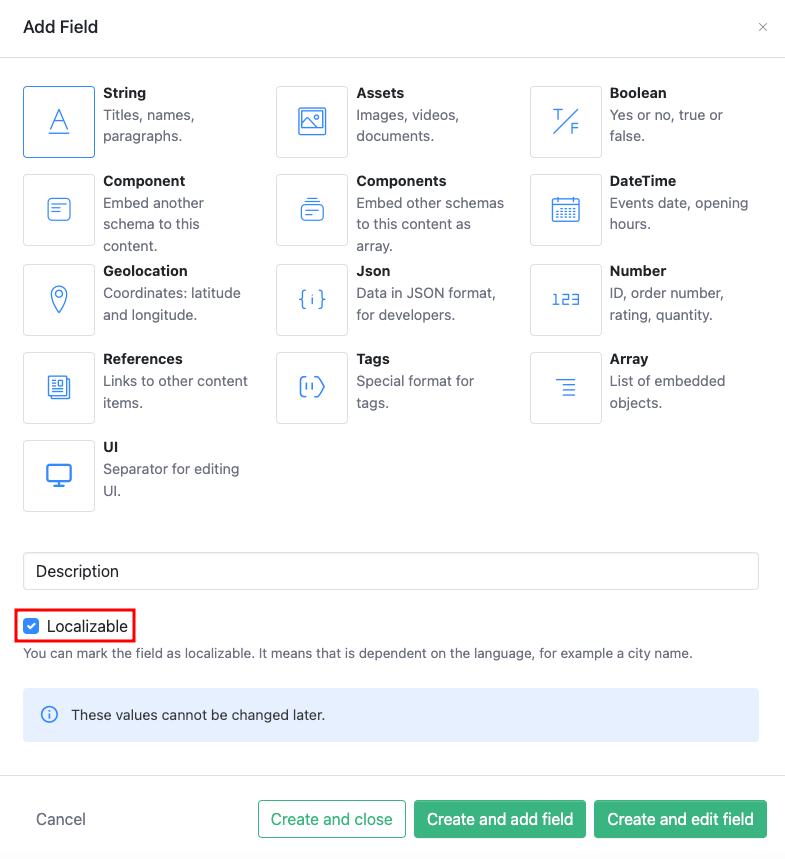 Add Field
String
Titles, names,
paragraphs.
Assets
Images, videos,
documents.
Boolean
Yes or no, true or
false.
Component
Embed another
schema to this
content.
Components
Embed other schemas
to this content as
array.
DateTime
Events date, opening
hours.
Geolocation
Coordinates: latitude
and longitude.
Json
Data in JSON format,
for developers.
123
Number
ID, order number,
rating, quantity.
References
Links to other content
items.
Tags
Special format for
tags.
Array
List of embedded
objects.
UI
Separator for editing
UI.
Description
Localizable
You can mark the field as localizable. It means that is dependent on the language, for example a city name.
These values cannot be changed later.
Cancel
Create and close
Create and add field
Create and edit field